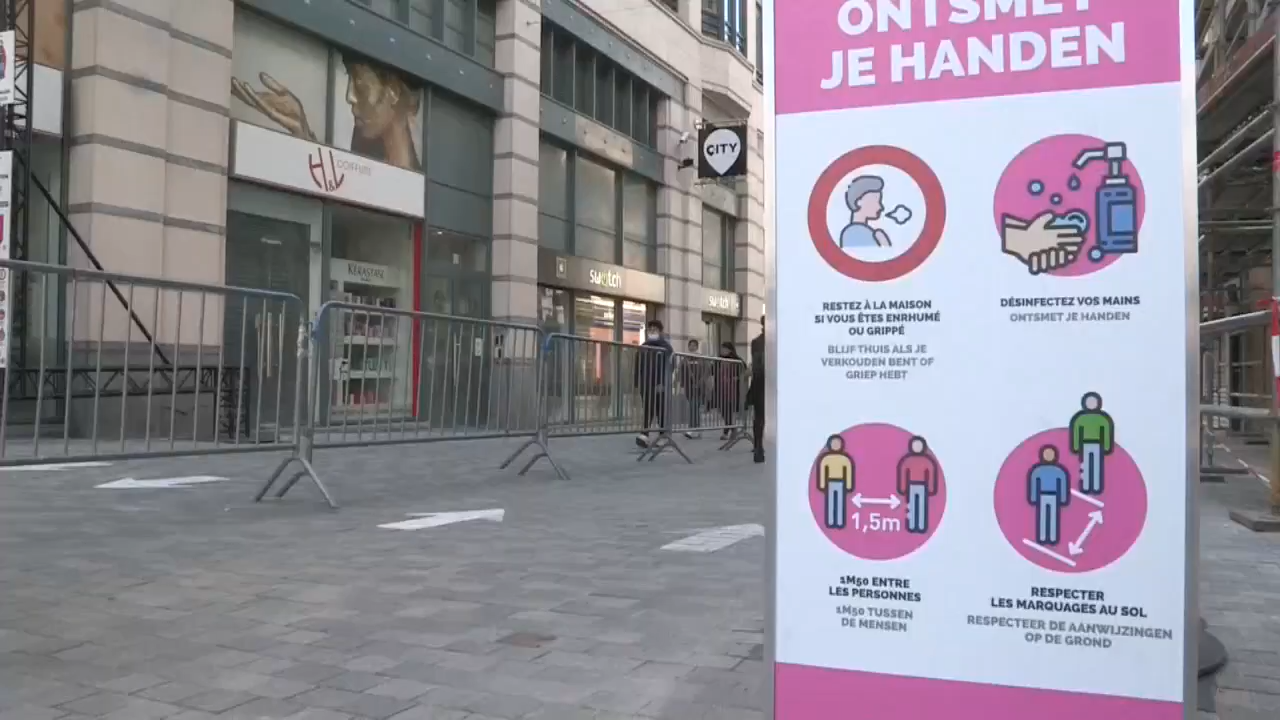 ONTSMET
JE HANDEN
H&L COIFFURE
CITY
KÉRASTASE
swatch
swatch
RESTEZ À LA MAISON
SI VOUS ÊTES ENRHUMÉ
OU GRIPPÉ
BLIJF THUIS ALS JE
VERKOUDEN BENT OF
GRIEP HEBT
DÉSINFECTEZ VOS MAINS
ONTSMET JE HANDEN
1,5m
1M50 ENTRE
LES PERSONNES
1M50 TUSSEN
DE MENSEN
RESPECTER
LES MARQUAGES AU SOL
RESPECTEER DE AANWIJZINGEN
OP DE GROND